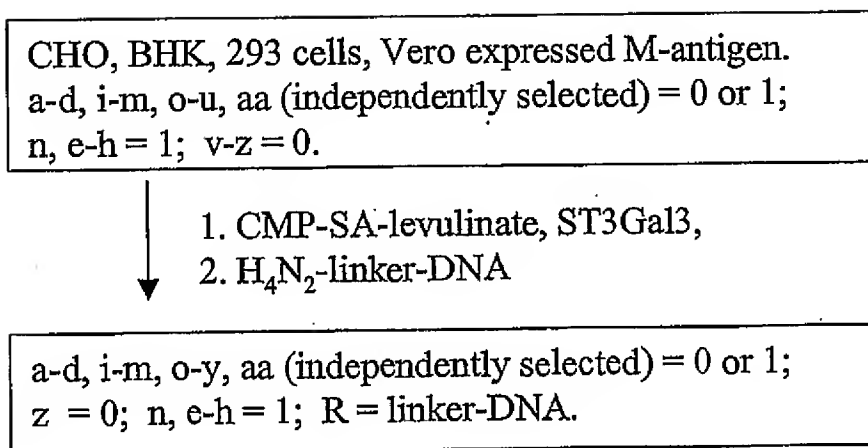 CHO, BHK, 293 cells, Vero expressed M-antigen.
a-d, i-m, o-u, aa (independently selected) = 0 or 1;
n, e-h = 1; v-z = 0.
1. CMP-SA-levulinate, ST3Gal3,
2. H₄N₂-linker-DNA
a-d, i-m, o-y, aa (independently selected) = 0 or 1;
z = 0; n, e-h = 1; R = linker-DNA.